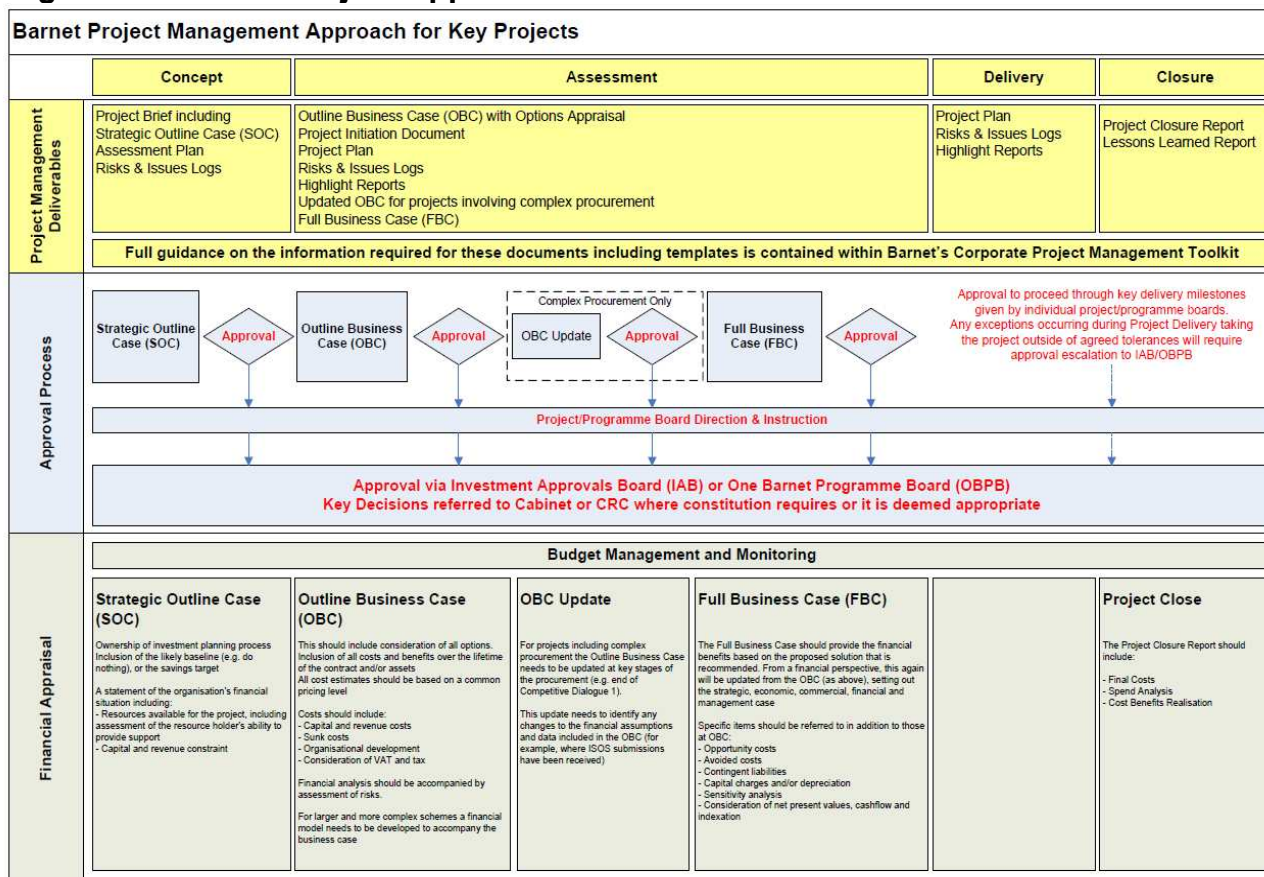 Barnet Project Management Approach for Key Projects
Concept
Assessment
Delivery
Closure
Project Management
Deliverables
Project Brief including
Strategic Outline Case (SOC)
Assessment Plan
Risks & Issues Logs
Outline Business Case (OBC) with Options Appraisal
Project Initiation Document
Project Plan
Risks & Issues Logs
Highlight Reports
Updated OBC for projects involving complex procurement
Full Business Case (FBC)
Project Plan
Risks & Issues Logs
Highlight Reports
Project Closure Report
Lessons Learned Report
Full guidance on the information required for these documents including templates is contained within Barnet's Corporate Project Management Toolkit
Approval Process
Strategic Outline
Case (SOC)
Approval
Outline Business
Case (OBC)
Approval
Complex Procurement Only
OBC Update
Approval
Full Business
Case (FBC)
Approval
Approval to proceed through key delivery milestones
given by individual project/programme boards.
Any exceptions occurring during Project Delivery taking
the project outside of agreed tolerances will require
approval escalation to IAB/OBPB
Project/Programme Board Direction & Instruction
Approval via Investment Approvals Board (IAB) or One Barnet Programme Board (OBPB)
Key Decisions referred to Cabinet or CRC where constitution requires or it is deemed appropriate
Financial Appraisal
Budget Management and Monitoring
Strategic Outline Case
(SOC)
Ownership of investment planning process
Inclusion of the likely baseline (e.g. do
nothing), or the savings target
A statement of the organisation's financial
situation including:
- Resources available for the project, including
assessment of the resource holder's ability to
provide support
- Capital and revenue constraint
Outline Business Case
(OBC)
This should include consideration of all options.
Inclusion of all costs and benefits over the lifetime
of the contract and/or assets
All cost estimates should be based on a common
pricing level
Costs should include:
- Capital and revenue costs
- Sunk costs
- Organisational development
- Consideration of VAT and tax
Financial analysis should be accompanied by
assessment of risks.
For larger and more complex schemes a financial
model needs to be developed to accompany the
business case
OBC Update
For projects including complex
procurement the Outline Business Case
needs to be updated at key stages of
the procurement (e.g. end of
Competitive Dialogue 1).
This update needs to identify any
changes to the financial assumptions
and data included in the OBC (for
example, where ISOS submissions
have been received)
Full Business Case (FBC)
The Full Business Case should provide the financial
benefits based on the proposed solution that is
recommended. From a financial perspective, this again
will be updated from the OBC (as above), setting out
the strategic, economic, commercial, financial and
management case
Specific items should be referred to in addition to those
at OBC:
- Opportunity costs
- Avoided costs
- Contingent liabilities
- Capital charges and/or depreciation
- Sensitivity analysis
- Consideration of net present values, cashflow and
indexation
Project Close
The Project Closure Report should
include:
- Final Costs
- Spend Analysis
- Cost Benefits Realisation